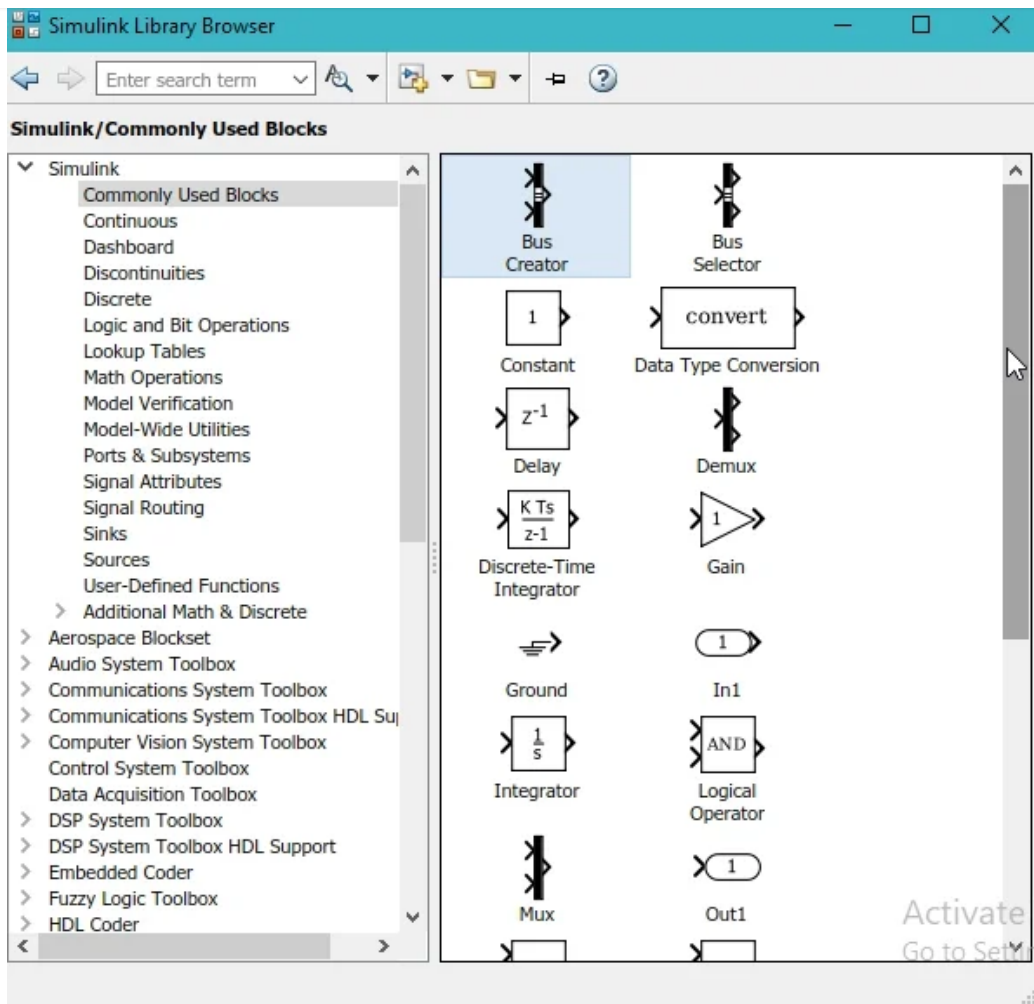 Simulink Library Browser
Enter search term
Simulink/Commonly Used Blocks
Simulink
Commonly Used Blocks
Continuous
Dashboard
Discontinuities
Discrete
Logic and Bit Operations
Lookup Tables
Math Operations
Model Verification
Model-Wide Utilities
Ports & Subsystems
Signal Attributes
Signal Routing
Sinks
Sources
User-Defined Functions
Additional Math & Discrete
Aerospace Blockset
Audio System Toolbox
Communications System Toolbox
Communications System Toolbox HDL Sup
Computer Vision System Toolbox
Control System Toolbox
Data Acquisition Toolbox
DSP System Toolbox
DSP System Toolbox HDL Support
Embedded Coder
Fuzzy Logic Toolbox
HDL Coder
Bus
Creator
Bus
Selector
1
Constant
convert
Data Type Conversion
Z-1
Delay
Demux
K Ts
z-1
Discrete-Time
Integrator
1
Gain
Ground
1
In1
1
s
Integrator
AND
Logical
Operator
Mux
1
Out1
Activate
Go to Settin